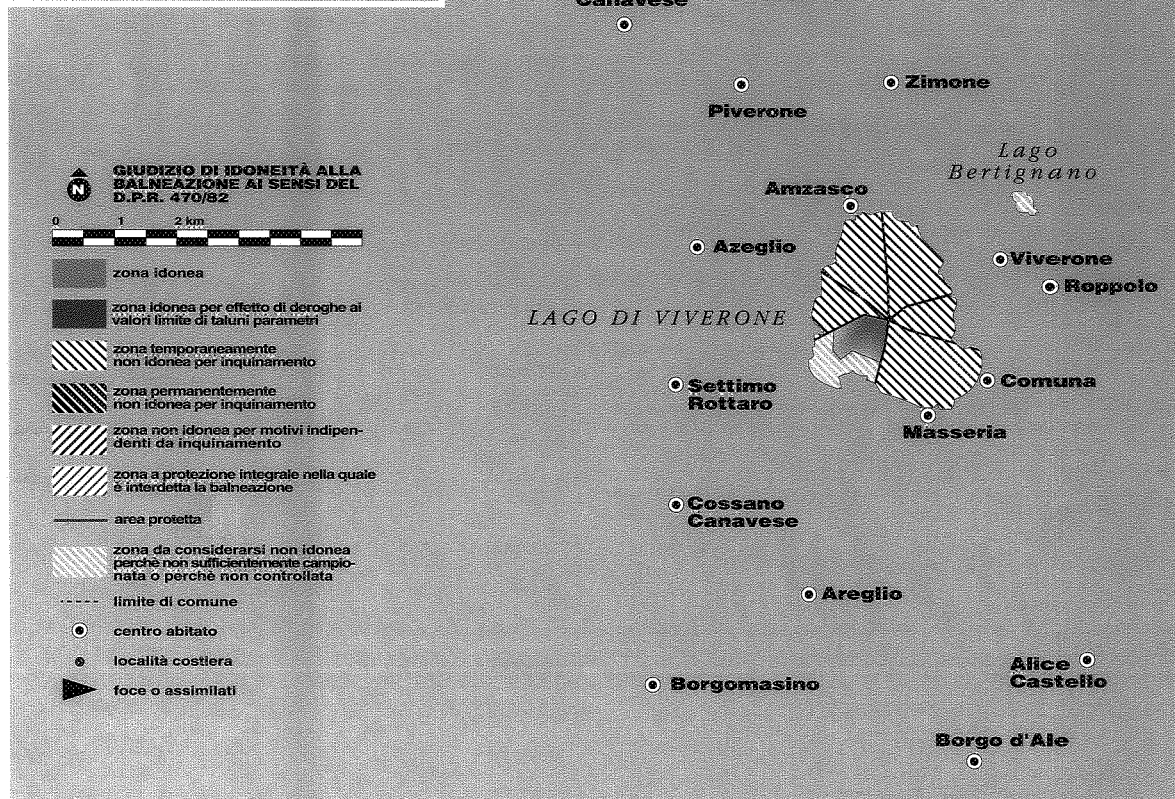 Canavese
Zimone
Piverone
Lago
Bertignano
Amzasco
Azeglio
Viverone
Roppolo
LAGO DI VIVERONE
Settimo
Rottaro
Comuna
Masseria
Cossano
Canavese
Areglio
Alice
Castello
Borgomasino
Borgo d'Ale
N
GIUDIZIO DI IDONEITÀ ALLA
BALNEAZIONE AI SENSI DEL
D.P.R. 470/82
0 1 2 km
zona idonea
zona idonea per effetto di deroghe ai
valori limite di taluni parametri
zona temporaneamente
non idonea per inquinamento
zona permanentemente
non idonea per inquinamento
zona non idonea per motivi indipen-
denti da inquinamento
zona a protezione integrale nella quale
è interdetta la balneazione
area protetta
zona da considerarsi non idonea
perchè non sufficientemente campio-
nata o perchè non controllata
limite di comune
centro abitato
località costiera
foce o assimilati